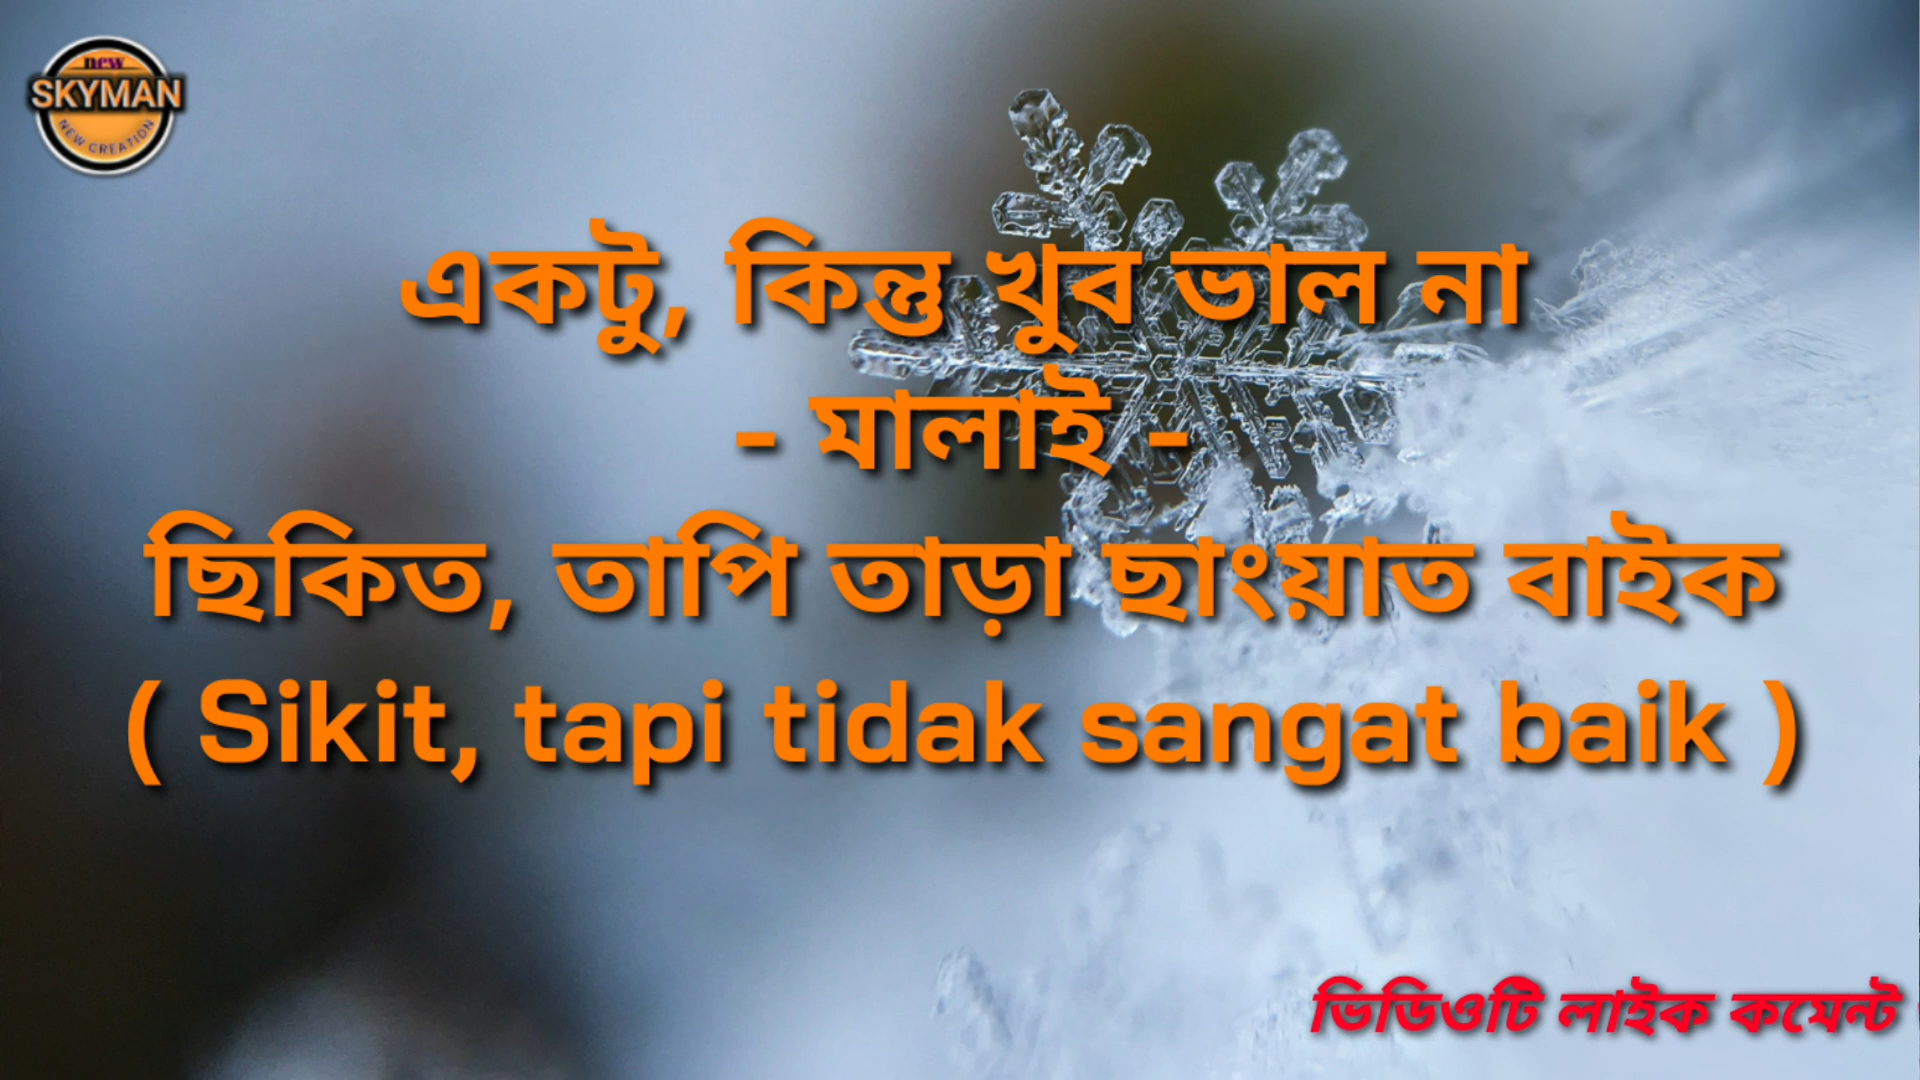 new
SKYMAN
NEW CREATION
একটু, কিন্তু খুব ভাল না
- মালাই -
ছিকিত, তাপি তাড়া ছাংয়াত বাইক
( Sikit, tapi tidak sangat baik )
ভিডিওটি লাইক কমেন্ট